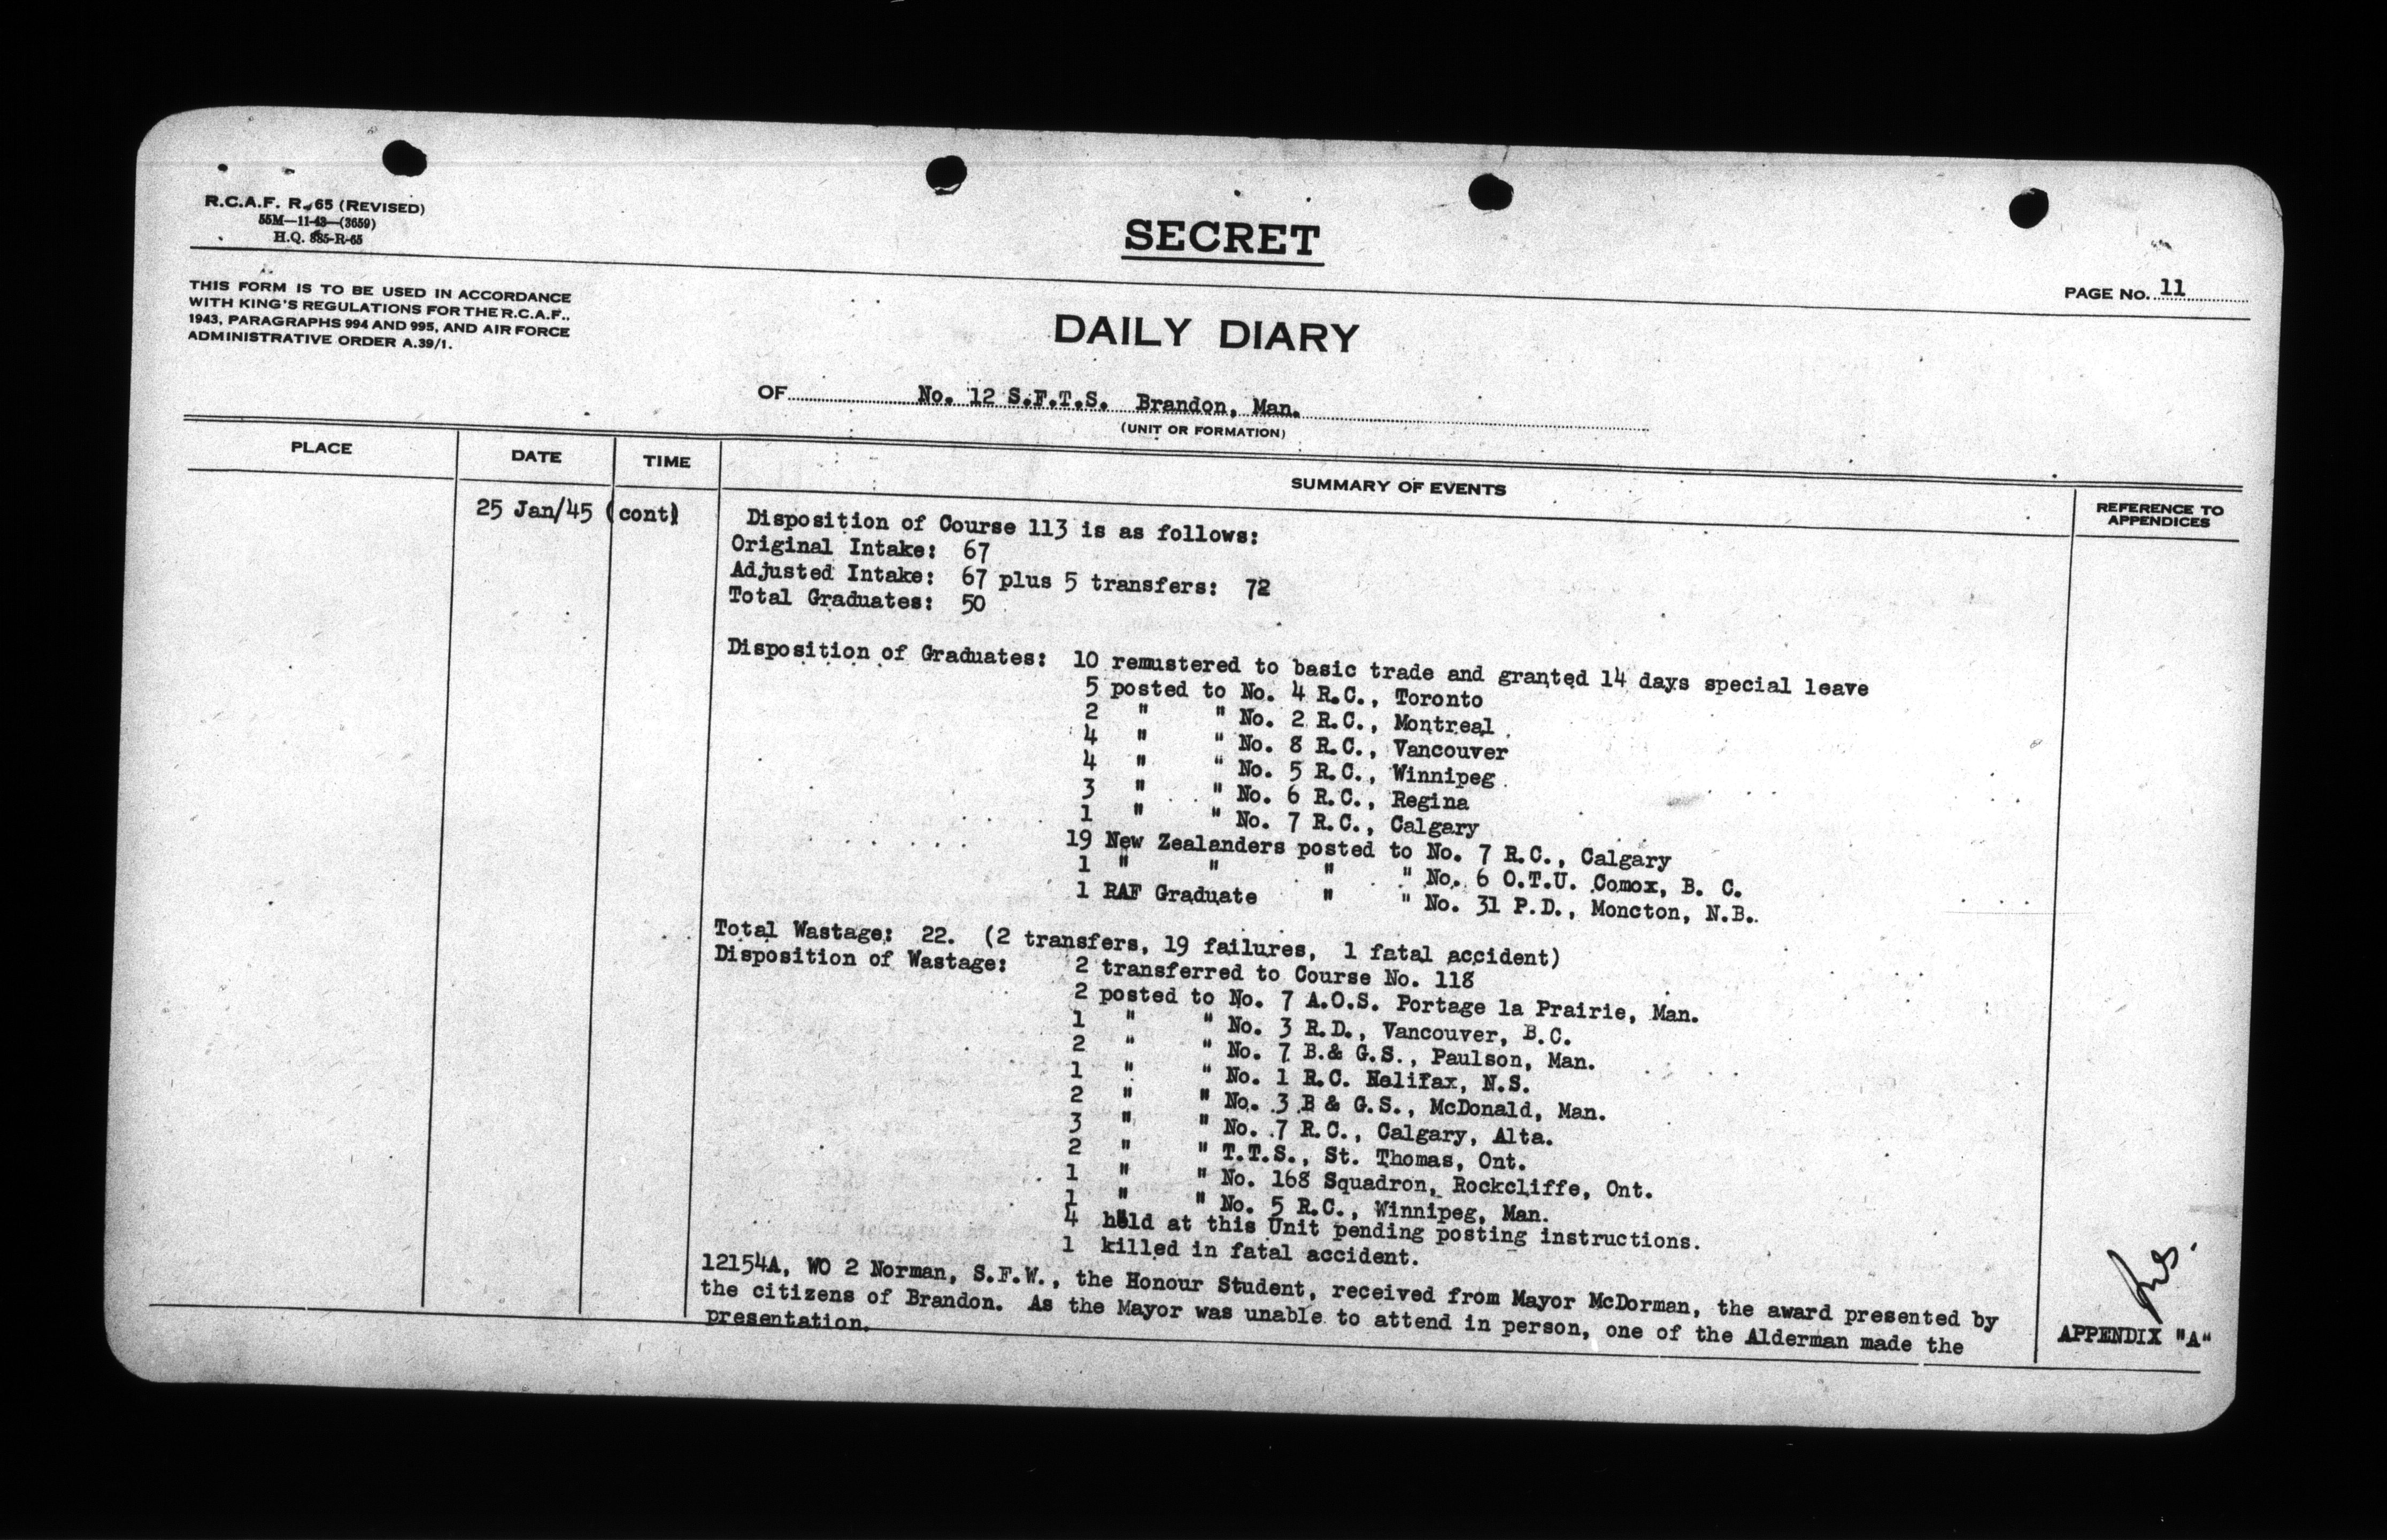 R.C.A.F. R. 65 (REVISED)
55M—11-43—(3659)
H.Q. 885-R-65
SECRET
PAGE No. 11
THIS FORM IS TO BE USED IN ACCORDANCE
WITH KING'S REGULATIONS FOR THE R.C.A.F.,
1943, PARAGRAPHS 994 AND 995, AND AIR FORCE
ADMINISTRATIVE ORDER A.39/1.
DAILY DIARY
OF No. 12 S.F.T.S. Brandon, Man.
(UNIT OR FORMATION)
PLACE DATE TIME SUMMARY OF EVENTS REFERENCE TO APPENDICES
25 Jan/45 (cont) Disposition of Course 113 is as follows:
Original Intake: 67
Adjusted Intake: 67 plus 5 transfers: 72
Total Graduates: 50
Disposition of Graduates: 10 remustered to basic trade and granted 14 days special leave
5 posted to No. 4 R.C., Toronto
2 " " No. 2 R.C., Montreal
4 " " No. 8 R.C., Vancouver
4 " " No. 5 R.C., Winnipeg
3 " " No. 6 R.C., Regina
1 " " No. 7 R.C., Calgary
19 New Zealanders posted to No. 7 R.C., Calgary
1 " " " " No. 6 O.T.U. Comox, B. C.
1 RAF Graduate " " No. 31 P.D., Moncton, N.B.
Total Wastage: 22. (2 transfers, 19 failures, 1 fatal accident)
Disposition of Wastage: 2 transferred to Course No. 118
2 posted to No. 7 A.O.S. Portage la Prairie, Man.
1 " " No. 3 R.D., Vancouver, B.C.
2 " " No. 7 B.& G.S., Paulson, Man.
1 " " No. 1 R.C. Halifax, N.S.
2 " " No. 3 B & G.S., McDonald, Man.
3 " " No. 7 R.C., Calgary, Alta.
2 " " T.T.S., St. Thomas, Ont.
1 " " No. 168 Squadron, Rockcliffe, Ont.
1 " " No. 5 R.C., Winnipeg, Man.
4 held at this Unit pending posting instructions.
1 killed in fatal accident.
12154A, WO 2 Norman, S.F.W., the Honour Student, received from Mayor McDorman, the award presented by
the citizens of Brandon. As the Mayor was unable to attend in person, one of the Alderman made the
presentation.
APPENDIX "A"